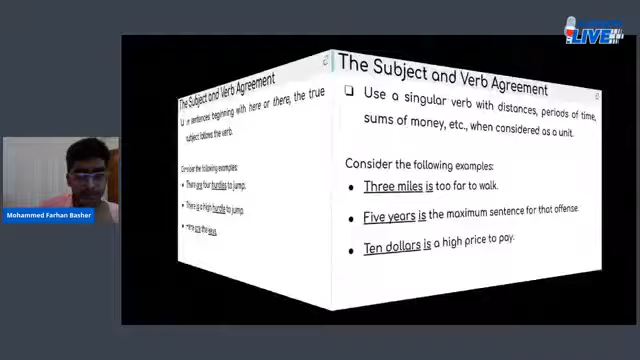 LIVE
The Subject and Verb Agreement
sentences beginning with here or there, the true
subject follows the verb.
Consider the following examples:
There are four hurdles to jump.
There is a high hurdle to jump.
are the keys.
The Subject and Verb Agreement
Use a singular verb with distances, periods of time,
sums of money, etc., when considered as a unit.
Consider the following examples:
Three miles is too far to walk.
Five years is the maximum sentence for that offense.
Ten dollars is a high price to pay.
Mohammed Farhan Basher